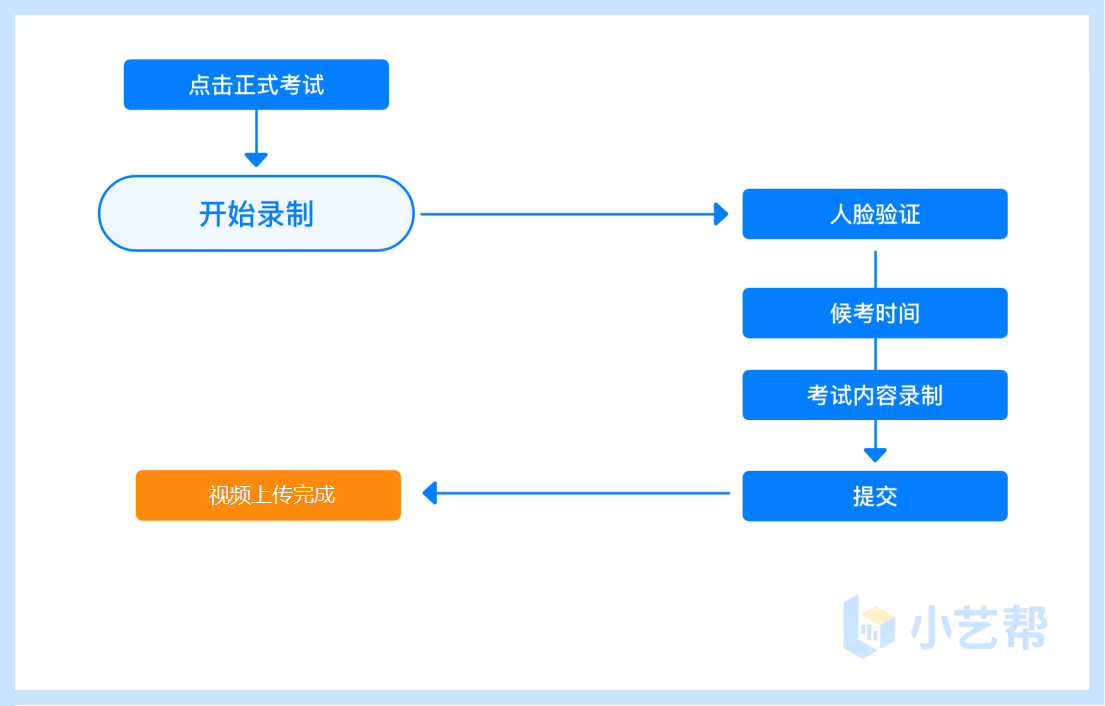 点击正式考试
开始录制
人脸验证
候考时间
考试内容录制
提交
视频上传完成
小艺帮